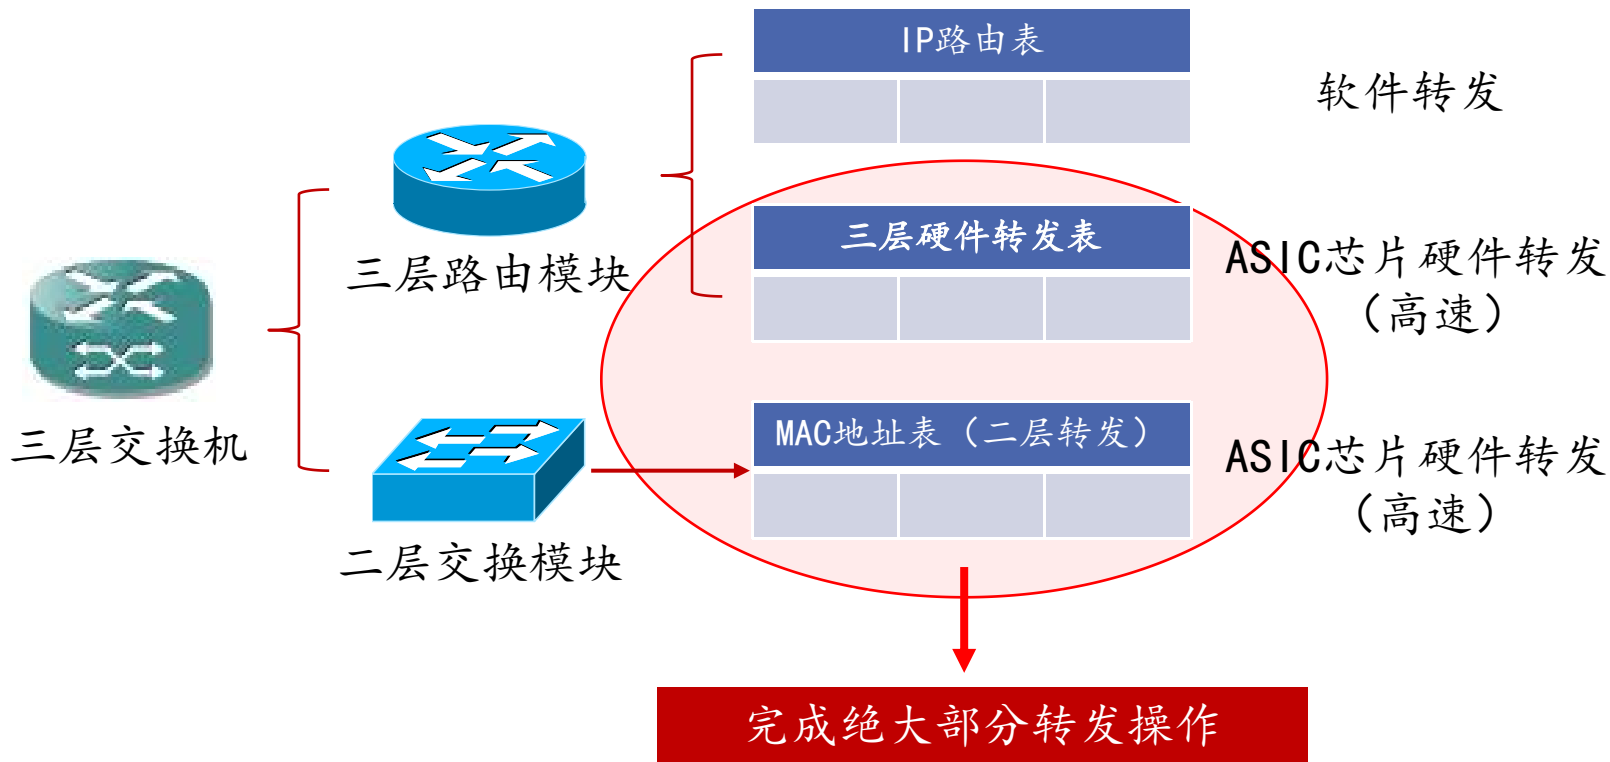 IP路由表
软件转发
三层硬件转发表
ASIC芯片硬件转发
（高速）
三层路由模块
三层交换机
MAC地址表（二层转发）
ASIC芯片硬件转发
（高速）
二层交换模块
完成绝大部分转发操作